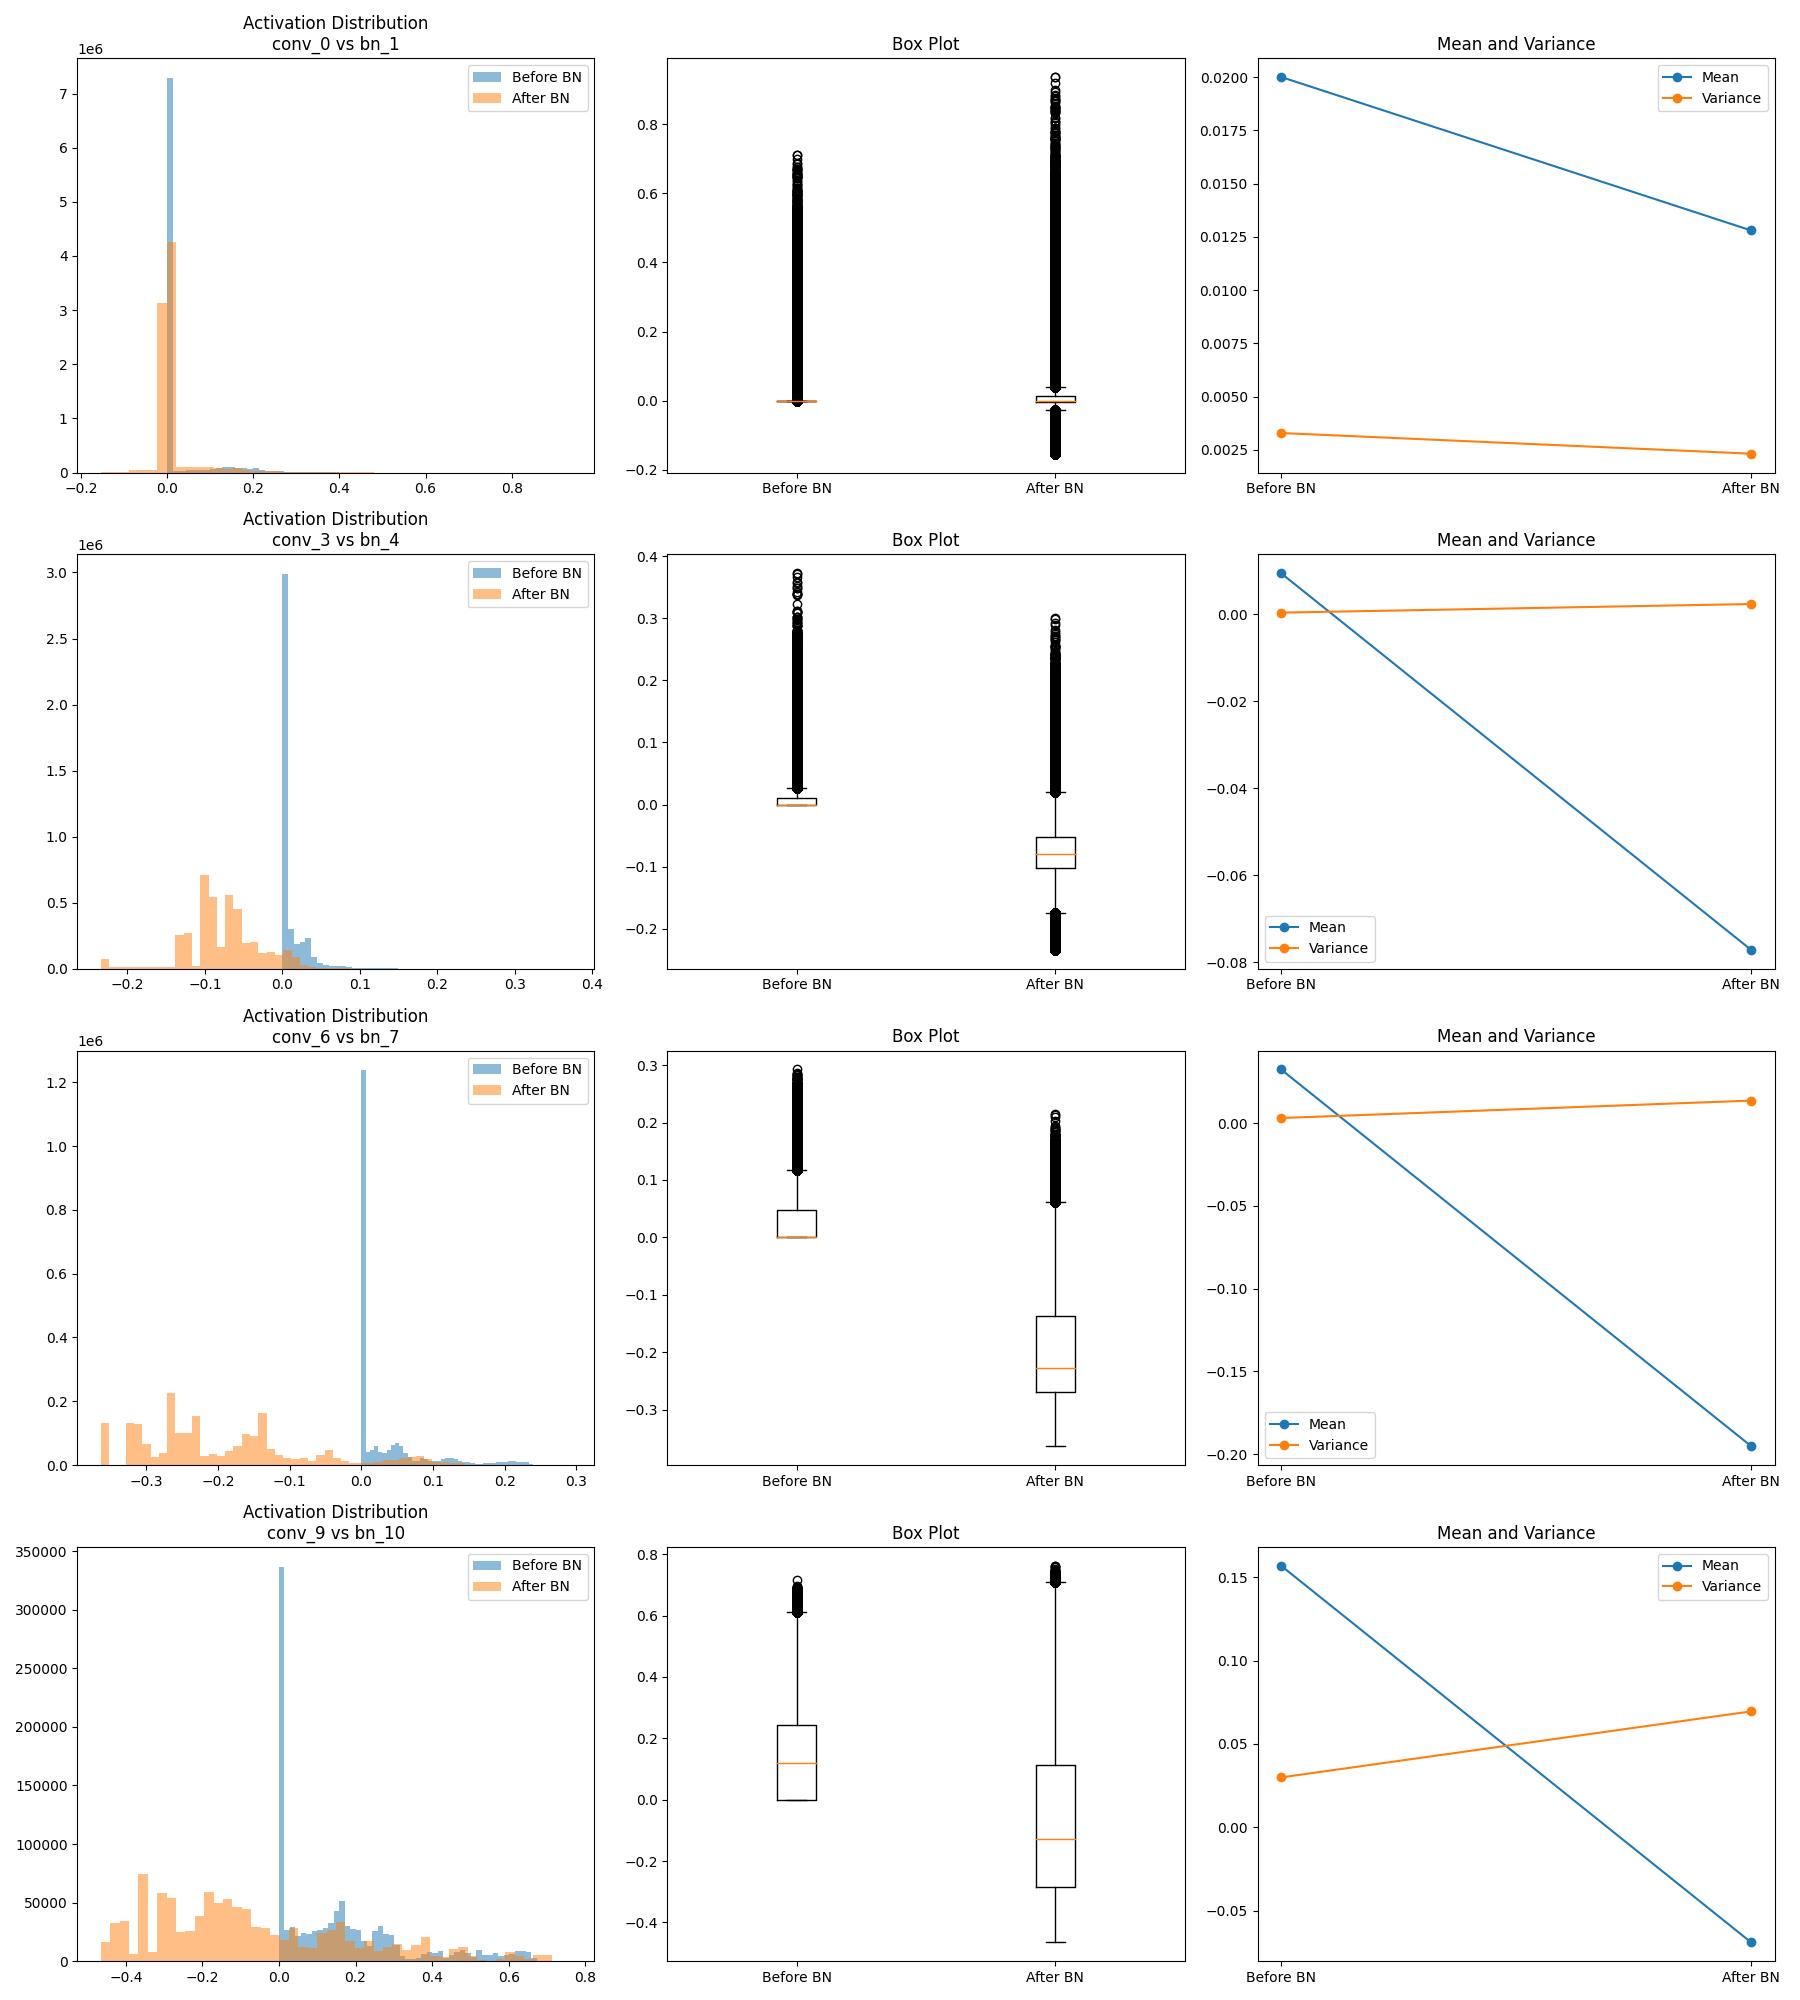 Activation Distribution
conv_0 vs bn_1
1e6
Before BN
After BN
7
6
5
4
3
2
1
0
−0.2 0.0 0.2 0.4 0.6 0.8
Box Plot
0.8
0.6
0.4
0.2
0.0
−0.2
Before BN After BN
Mean and Variance
Mean
Variance
0.0200
0.0175
0.0150
0.0125
0.0100
0.0075
0.0050
0.0025
Before BN After BN
Activation Distribution
conv_3 vs bn_4
1e6
Before BN
After BN
3.0
2.5
2.0
1.5
1.0
0.5
0.0
−0.2 −0.1 0.0 0.1 0.2 0.3 0.4
Box Plot
0.4
0.3
0.2
0.1
0.0
−0.1
−0.2
Before BN After BN
Mean and Variance
0.00
−0.02
−0.04
−0.06
−0.08
Mean
Variance
Before BN After BN
Activation Distribution
conv_6 vs bn_7
1e6
Before BN
After BN
1.2
1.0
0.8
0.6
0.4
0.2
0.0
−0.3 −0.2 −0.1 0.0 0.1 0.2 0.3
Box Plot
0.3
0.2
0.1
0.0
−0.1
−0.2
−0.3
Before BN After BN
Mean and Variance
0.00
−0.05
−0.10
−0.15
−0.20
Mean
Variance
Before BN After BN
Activation Distribution
conv_9 vs bn_10
Before BN
After BN
350000
300000
250000
200000
150000
100000
50000
0
−0.4 −0.2 0.0 0.2 0.4 0.6 0.8
Box Plot
0.8
0.6
0.4
0.2
0.0
−0.2
−0.4
Before BN After BN
Mean and Variance
Mean
Variance
0.15
0.10
0.05
0.00
−0.05
Before BN After BN